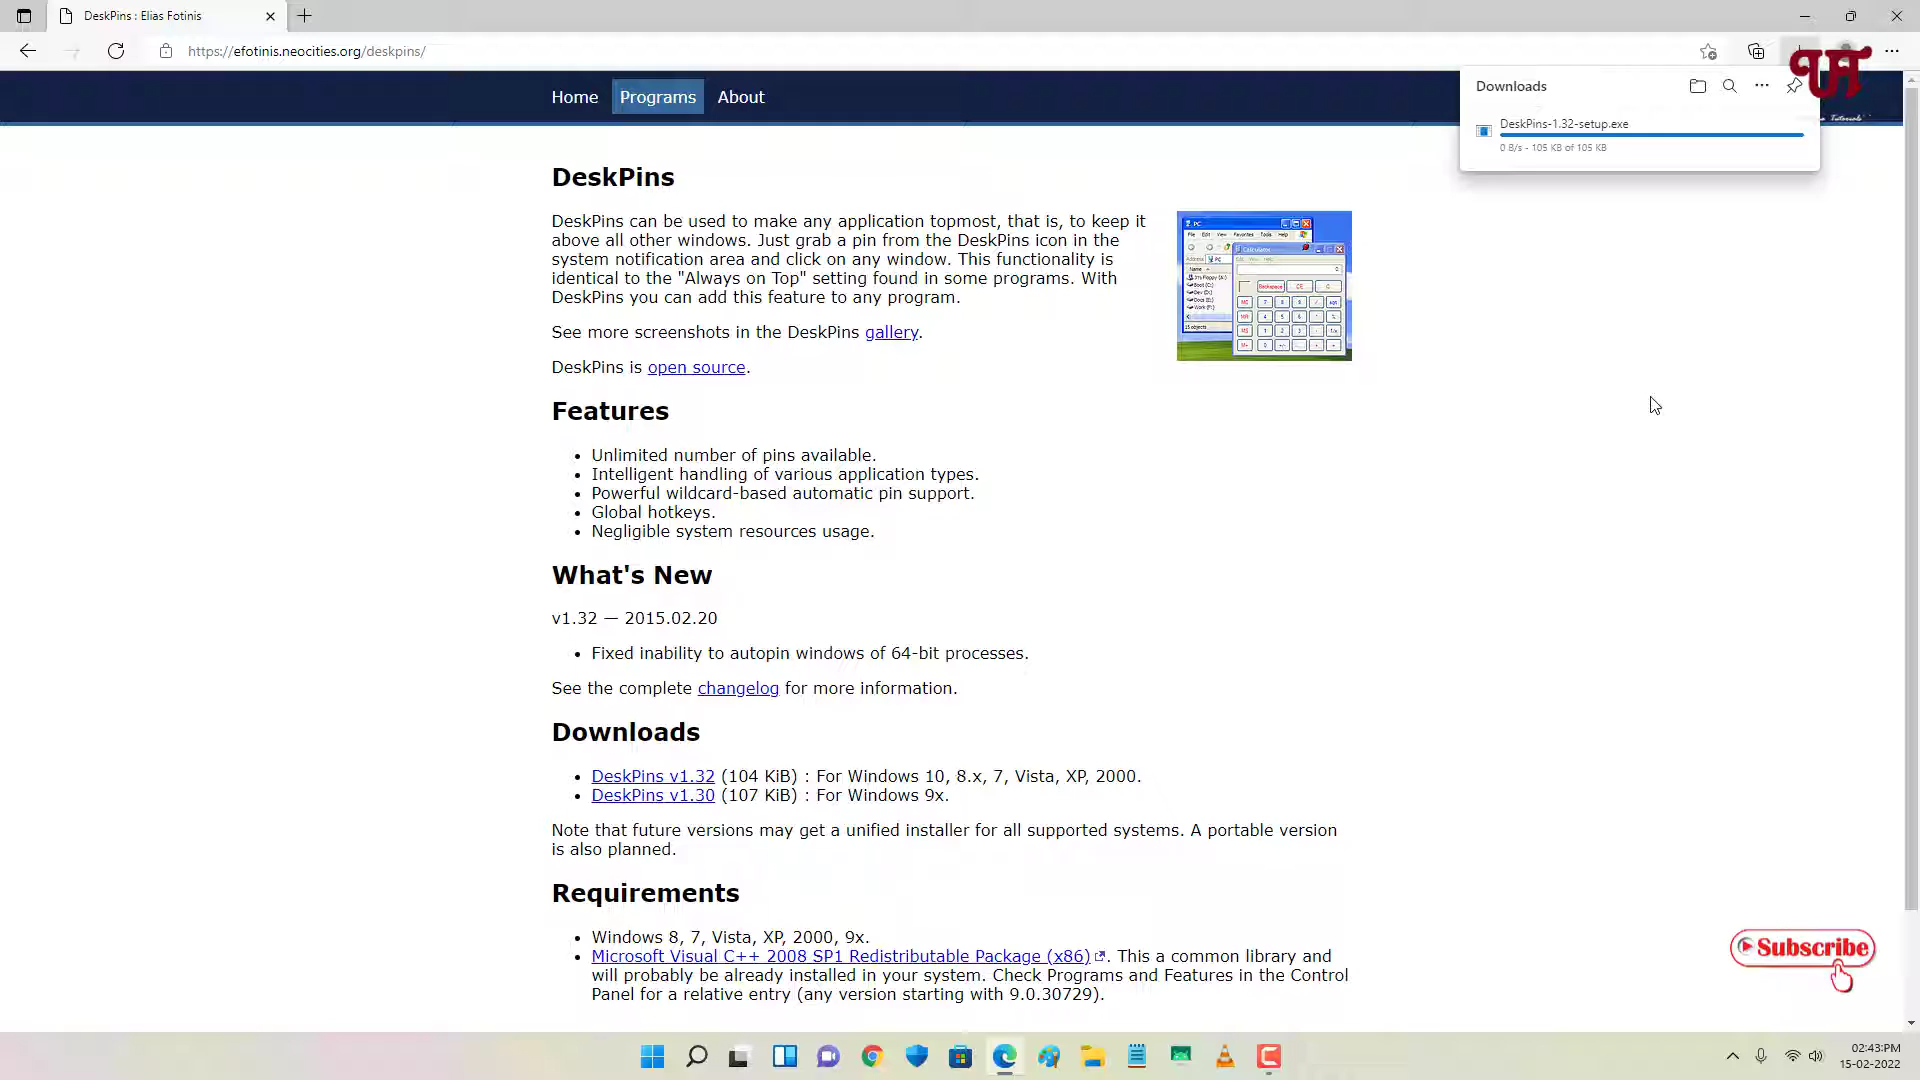 DeskPins : Elias Fotinis
https://efotinis.neocities.org/deskpins/
UT
Home
Programs
About
Downloads
DeskPins-1.32-setup.exe
0 B/s - 105 KB of 105 KB
Tutorials
DeskPins
DeskPins can be used to make any application topmost, that is, to keep it
above all other windows. Just grab a pin from the DeskPins icon in the
system notification area and click on any window. This functionality is
identical to the "Always on Top" setting found in some programs. With
DeskPins you can add this feature to any program.
See more screenshots in the DeskPins gallery.
DeskPins is open source.
Features
• Unlimited number of pins available.
• Intelligent handling of various application types.
• Powerful wildcard-based automatic pin support.
• Global hotkeys.
• Negligible system resources usage.
What's New
v1.32 — 2015.02.20
• Fixed inability to autopin windows of 64-bit processes.
See the complete changelog for more information.
Downloads
• DeskPins v1.32 (104 KiB) : For Windows 10, 8.x, 7, Vista, XP, 2000.
• DeskPins v1.30 (107 KiB) : For Windows 9x.
Note that future versions may get a unified installer for all supported systems. A portable version
is also planned.
Requirements
• Windows 8, 7, Vista, XP, 2000, 9x.
• Microsoft Visual C++ 2008 SP1 Redistributable Package (x86). This a common library and
will probably be already installed in your system. Check Programs and Features in the Control
Panel for a relative entry (any version starting with 9.0.30729).
Subscribe
02:43:PM
15-02-2022